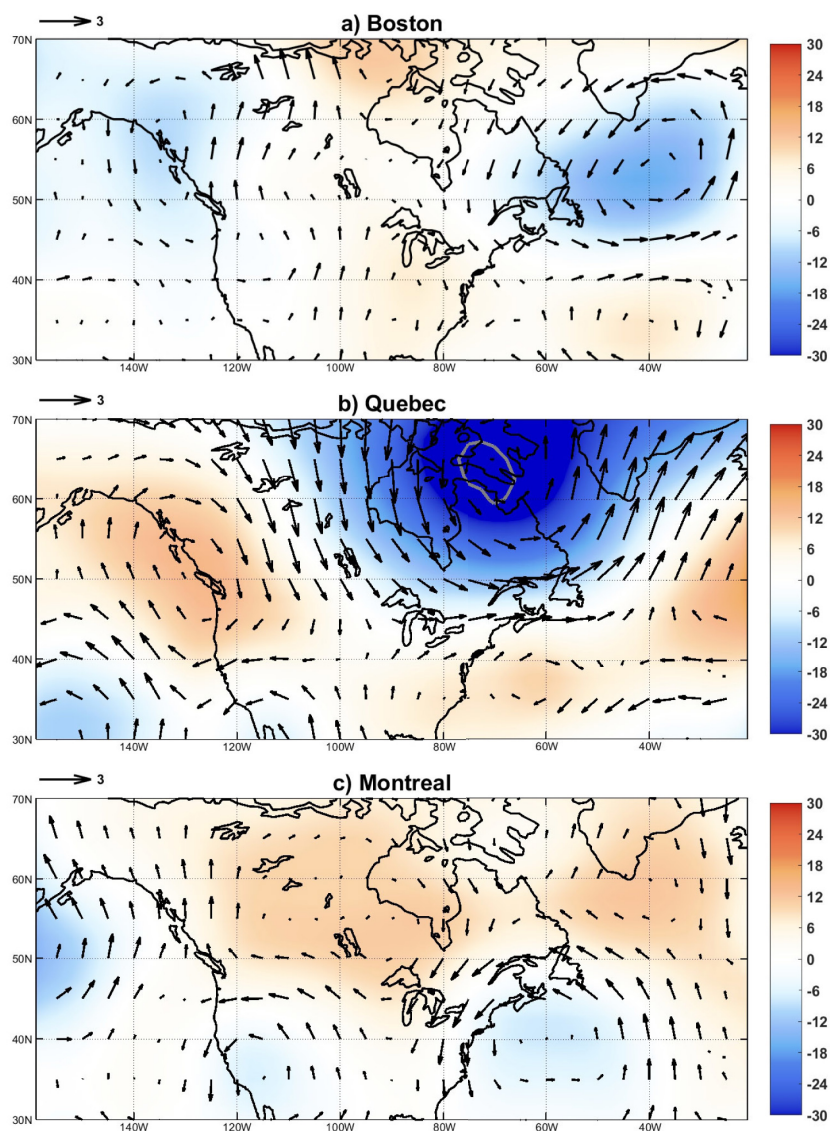 3
a) Boston
70N
60N
50N
40N
30N
140W
120W
100W
80W
60W
40W
30
24
18
12
6
0
-6
-12
-18
-24
-30
3
b) Quebec
70N
60N
50N
40N
30N
140W
120W
100W
80W
60W
40W
30
24
18
12
6
0
-6
-12
-18
-24
-30
3
c) Montreal
70N
60N
50N
40N
30N
140W
120W
100W
80W
60W
40W
30
24
18
12
6
0
-6
-12
-18
-24
-30